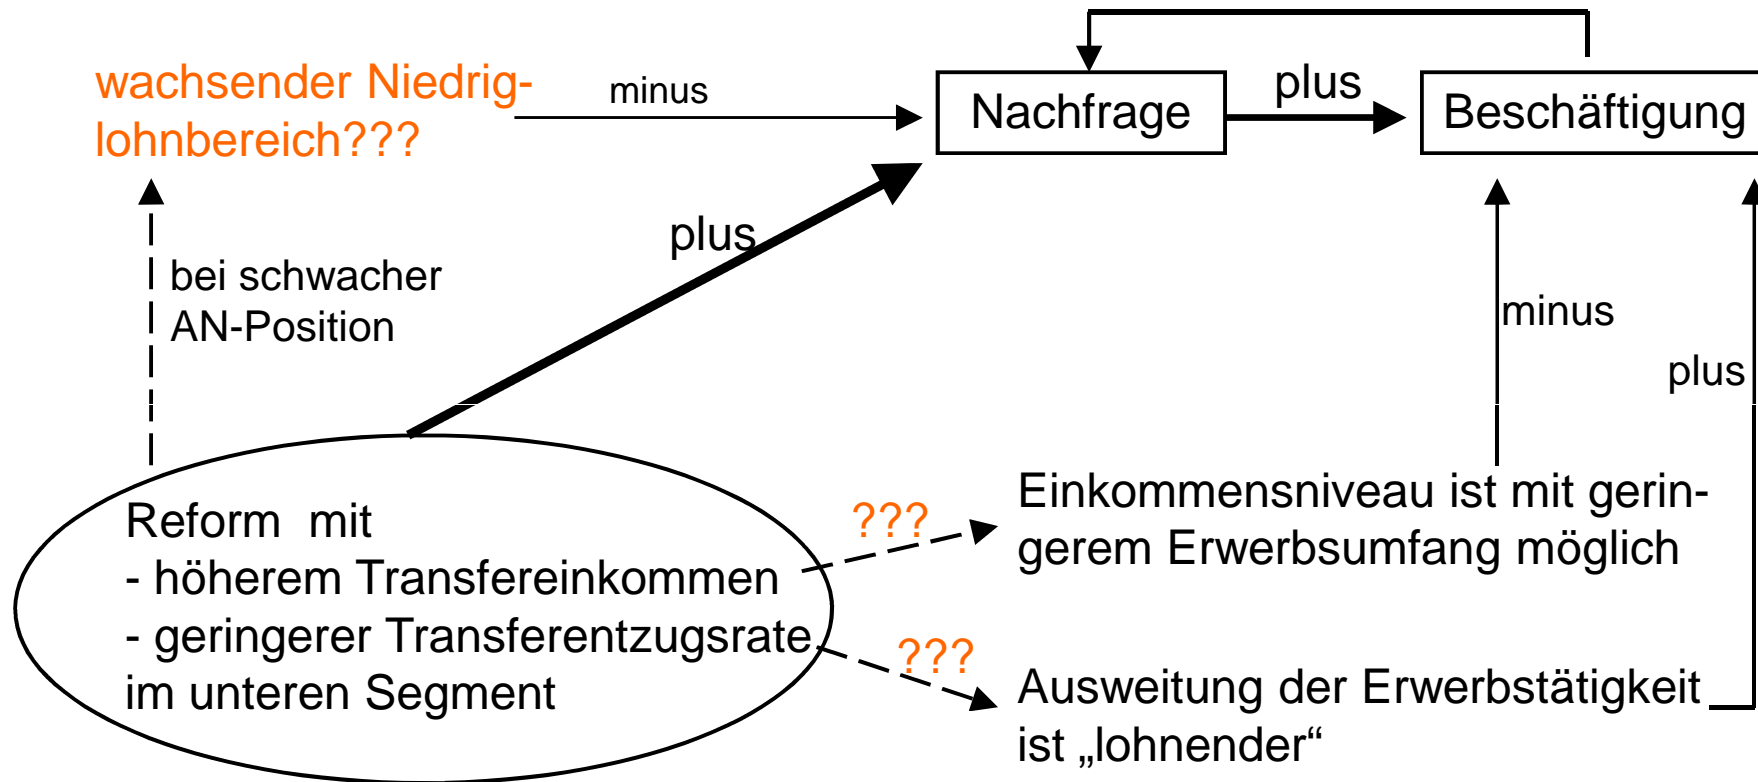 wachsender Niedrig-
lohnbereich???
minus
Nachfrage
plus
Beschäftigung
plus
bei schwacher
AN-Position
minus
plus
Reform mit
- höherem Transfereinkommen
- geringerer Transferentzugsrate
im unteren Segment
???
Einkommensniveau ist mit gerin-
gerem Erwerbsumfang möglich
???
Ausweitung der Erwerbstätigkeit
ist „lohnender“